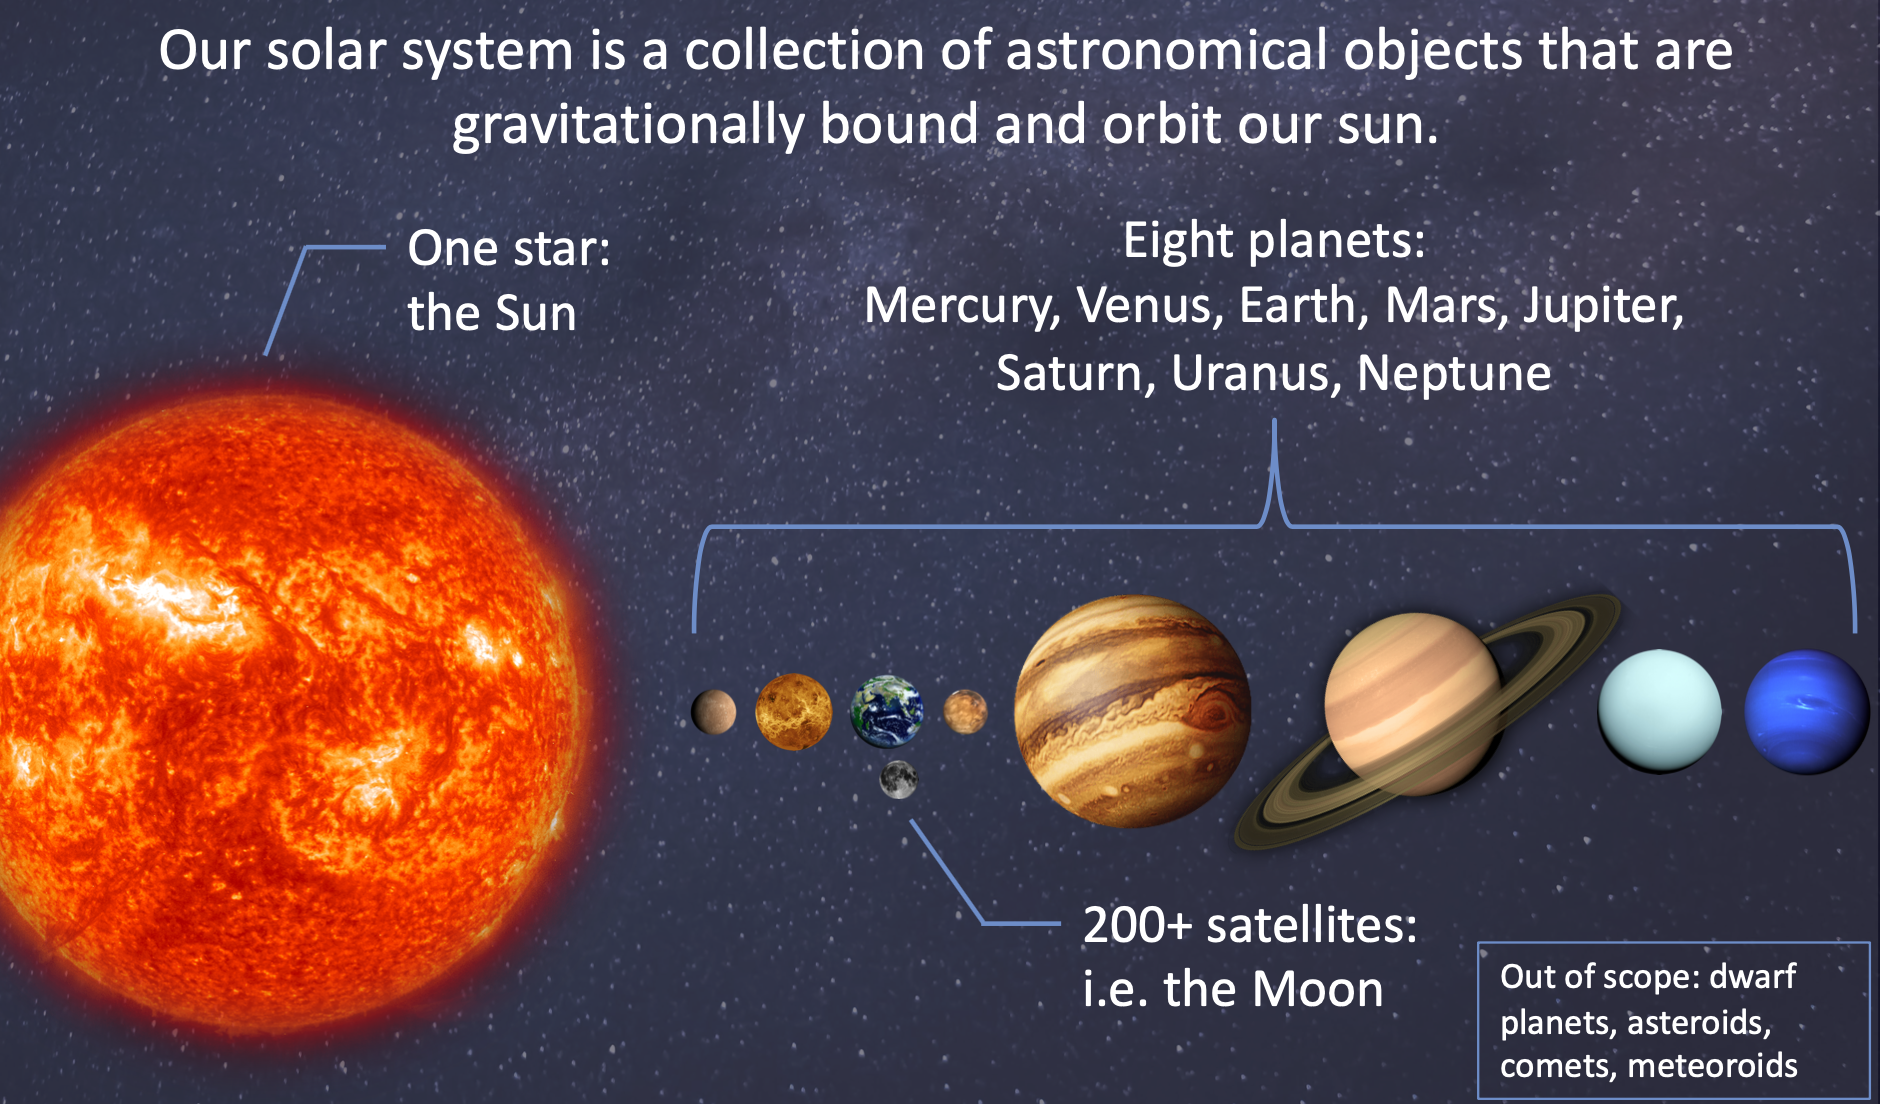 Our solar system is a collection of astronomical objects that are
gravitationally bound and orbit our sun.
One star:
the Sun
Eight planets:
Mercury, Venus, Earth, Mars, Jupiter,
Saturn, Uranus, Neptune
200+ satellites:
i.e. the Moon
Out of scope: dwarf
planets, asteroids,
comets, meteoroids